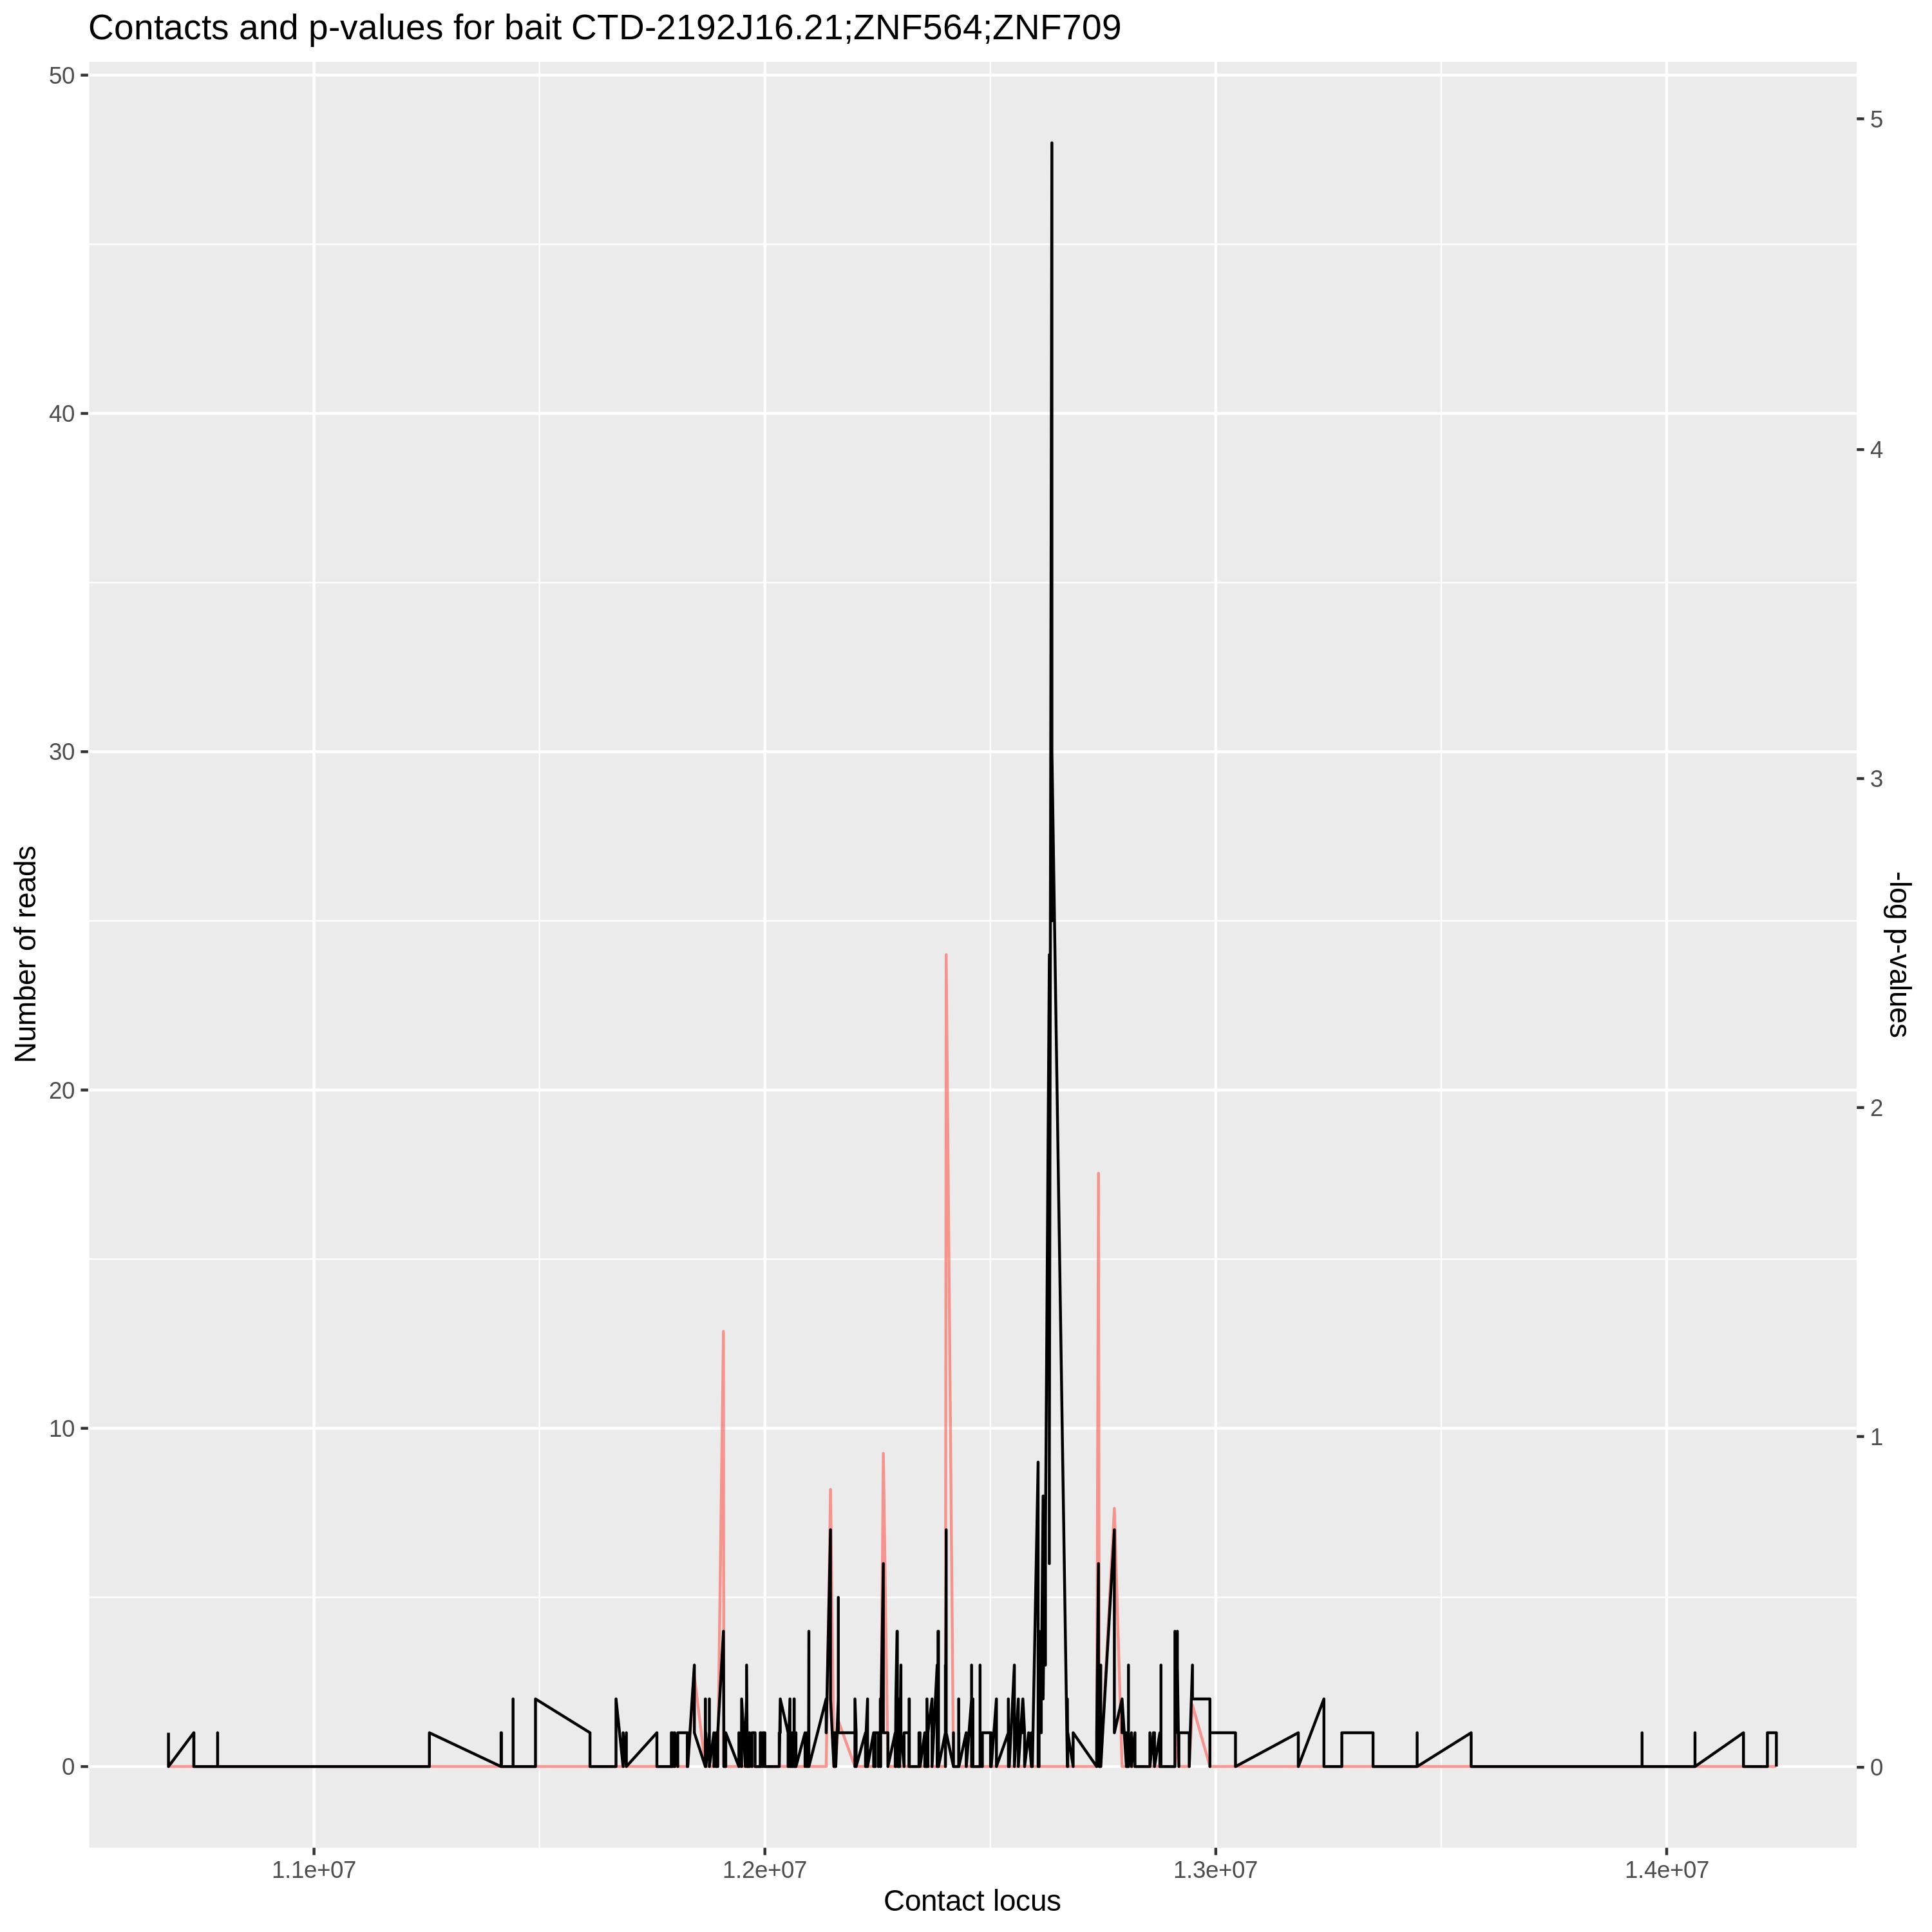 Contacts and p-values for bait CTD-2192J16.21;ZNF564;ZNF709
50
40
30
20
10
0
Number of reads
5
4
3
2
1
0
-log p-values
1.1e+07
1.2e+07
1.3e+07
1.4e+07
Contact locus